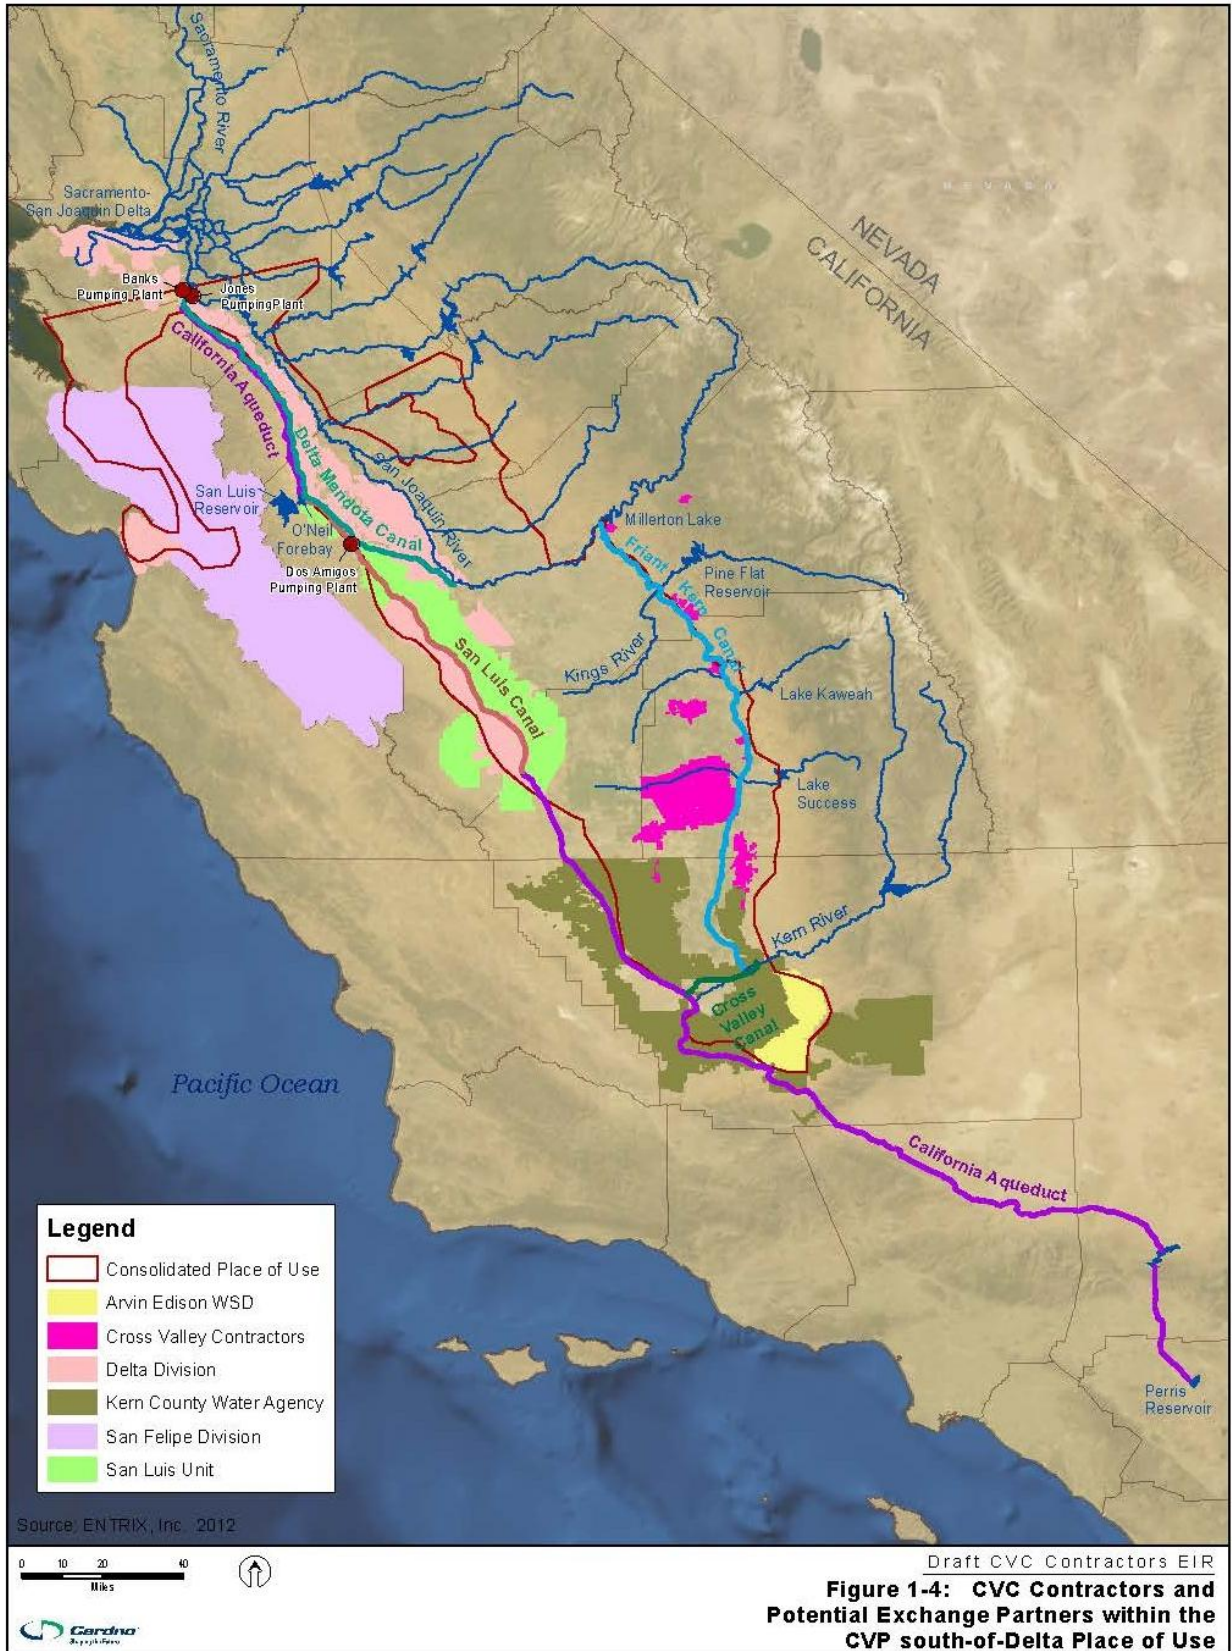 Sacramento River
Sacramento-
San Joaquin Delta
Banks
Pumping Plant
Jones
PumpingPlant
NEVADA
NEVADA
CALIFORNIA
California Aqueduct
Delta Mendota Canal
San Joaquin River
San Luis
Reservoir
O'Neil
Forebay
Dos Amigos
Pumping Plant
Millerton Lake
Friant Kern Canal
Pine Flat
Reservoir
San Luis Canal
Kings River
Lake Kaweah
Lake
Success
Kern River
Cross
Valley
Canal
Pacific Ocean
California Aqueduct
Perris
Reservoir
Legend
Consolidated Place of Use
Arvin Edison WSD
Cross Valley Contractors
Delta Division
Kern County Water Agency
San Felipe Division
San Luis Unit
Source: ENTRIX, Inc. 2012
0 10 20 40
Miles
Cardno
Shaping the Future
Draft CVC Contractors EIR
Figure 1-4: CVC Contractors and
Potential Exchange Partners within the
CVP south-of-Delta Place of Use